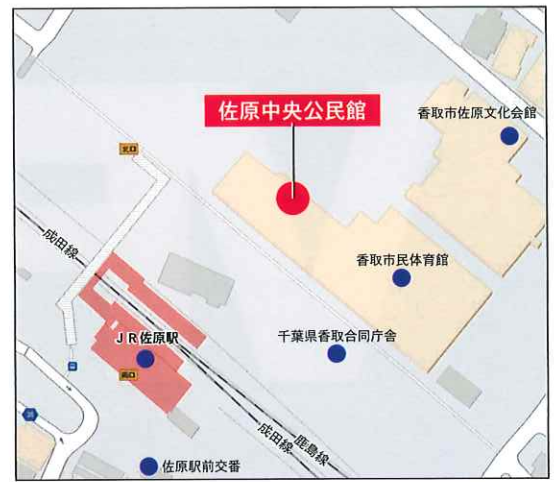 佐原中央公民館
香取市佐原文化会館
北口
成田線
香取市民体育館
JR佐原駅
千葉県香取合同庁舎
南口
成田線
鹿島線
佐原駅前交番